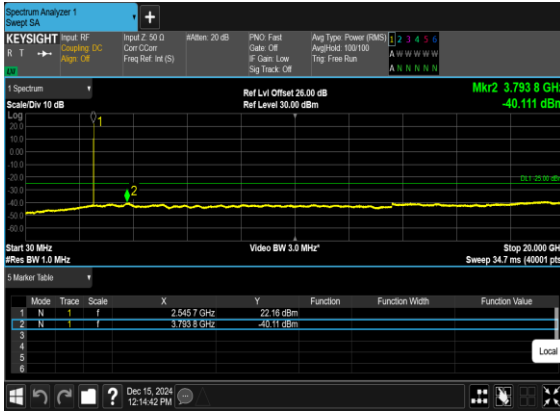 Spectrum Analyzer 1
Swept SA
+
KEYSIGHT Input: RF Input Z: 50 Ω #Atten: 20 dB PNO: Fast Avg Type: Power (RMS) 1 2 3 4 5 6
R T Coupling: DC Corr CCorr Gate: Off Avg|Hold: 100/100 A W W W W W
Align: Off Freq Ref: Int (S) IF Gain: Low Trig: Free Run
Sig Track: Off A N N N N N
1 Spectrum
Ref Lvl Offset 26.00 dB Mkr2 3.793 8 GHz
Scale/Div 10 dB Ref Level 30.00 dBm -40.111 dBm
Log
1
20.0
10.0
0.00
-10.0
-20.0
DL1 -25.00 dBm
-30.0
2
-40.0
-50.0
-60.0
Start 30 MHz Video BW 3.0 MHz* Stop 20.000 GHz
#Res BW 1.0 MHz Sweep 34.7 ms (40001 pts)
5 Marker Table
Mode Trace Scale X Y Function Function Width Function Value
1 N 1 f 2.545 7 GHz 22.16 dBm
2 N 1 f 3.793 8 GHz -40.11 dBm
3
4
5
6
Local
? Dec 15, 2024
12:14:42 PM